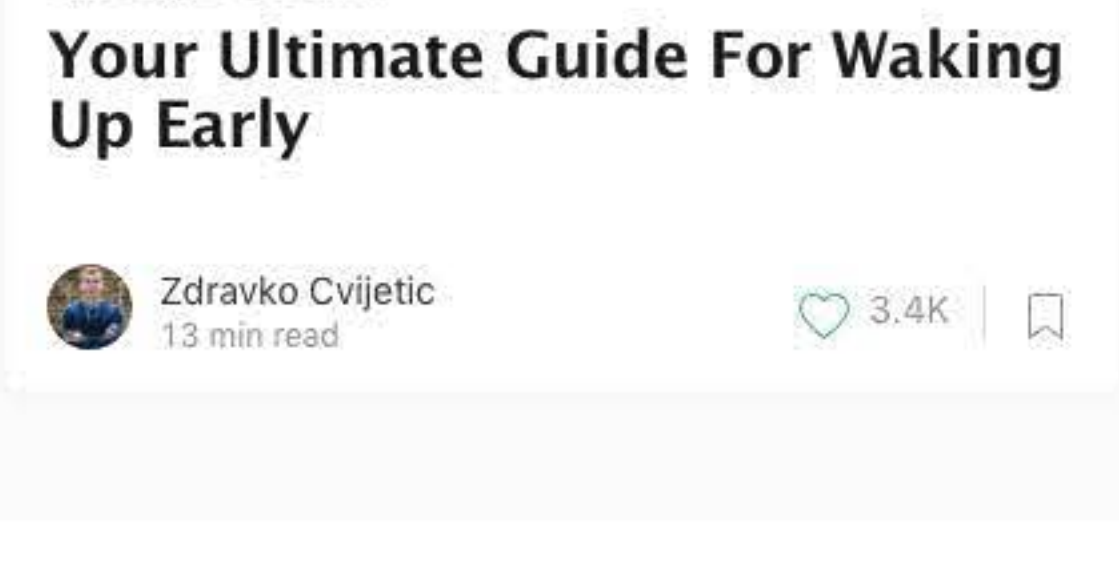 Your Ultimate Guide For Waking
Up Early
Zdravko Cvijetic
13 min read
3.4K